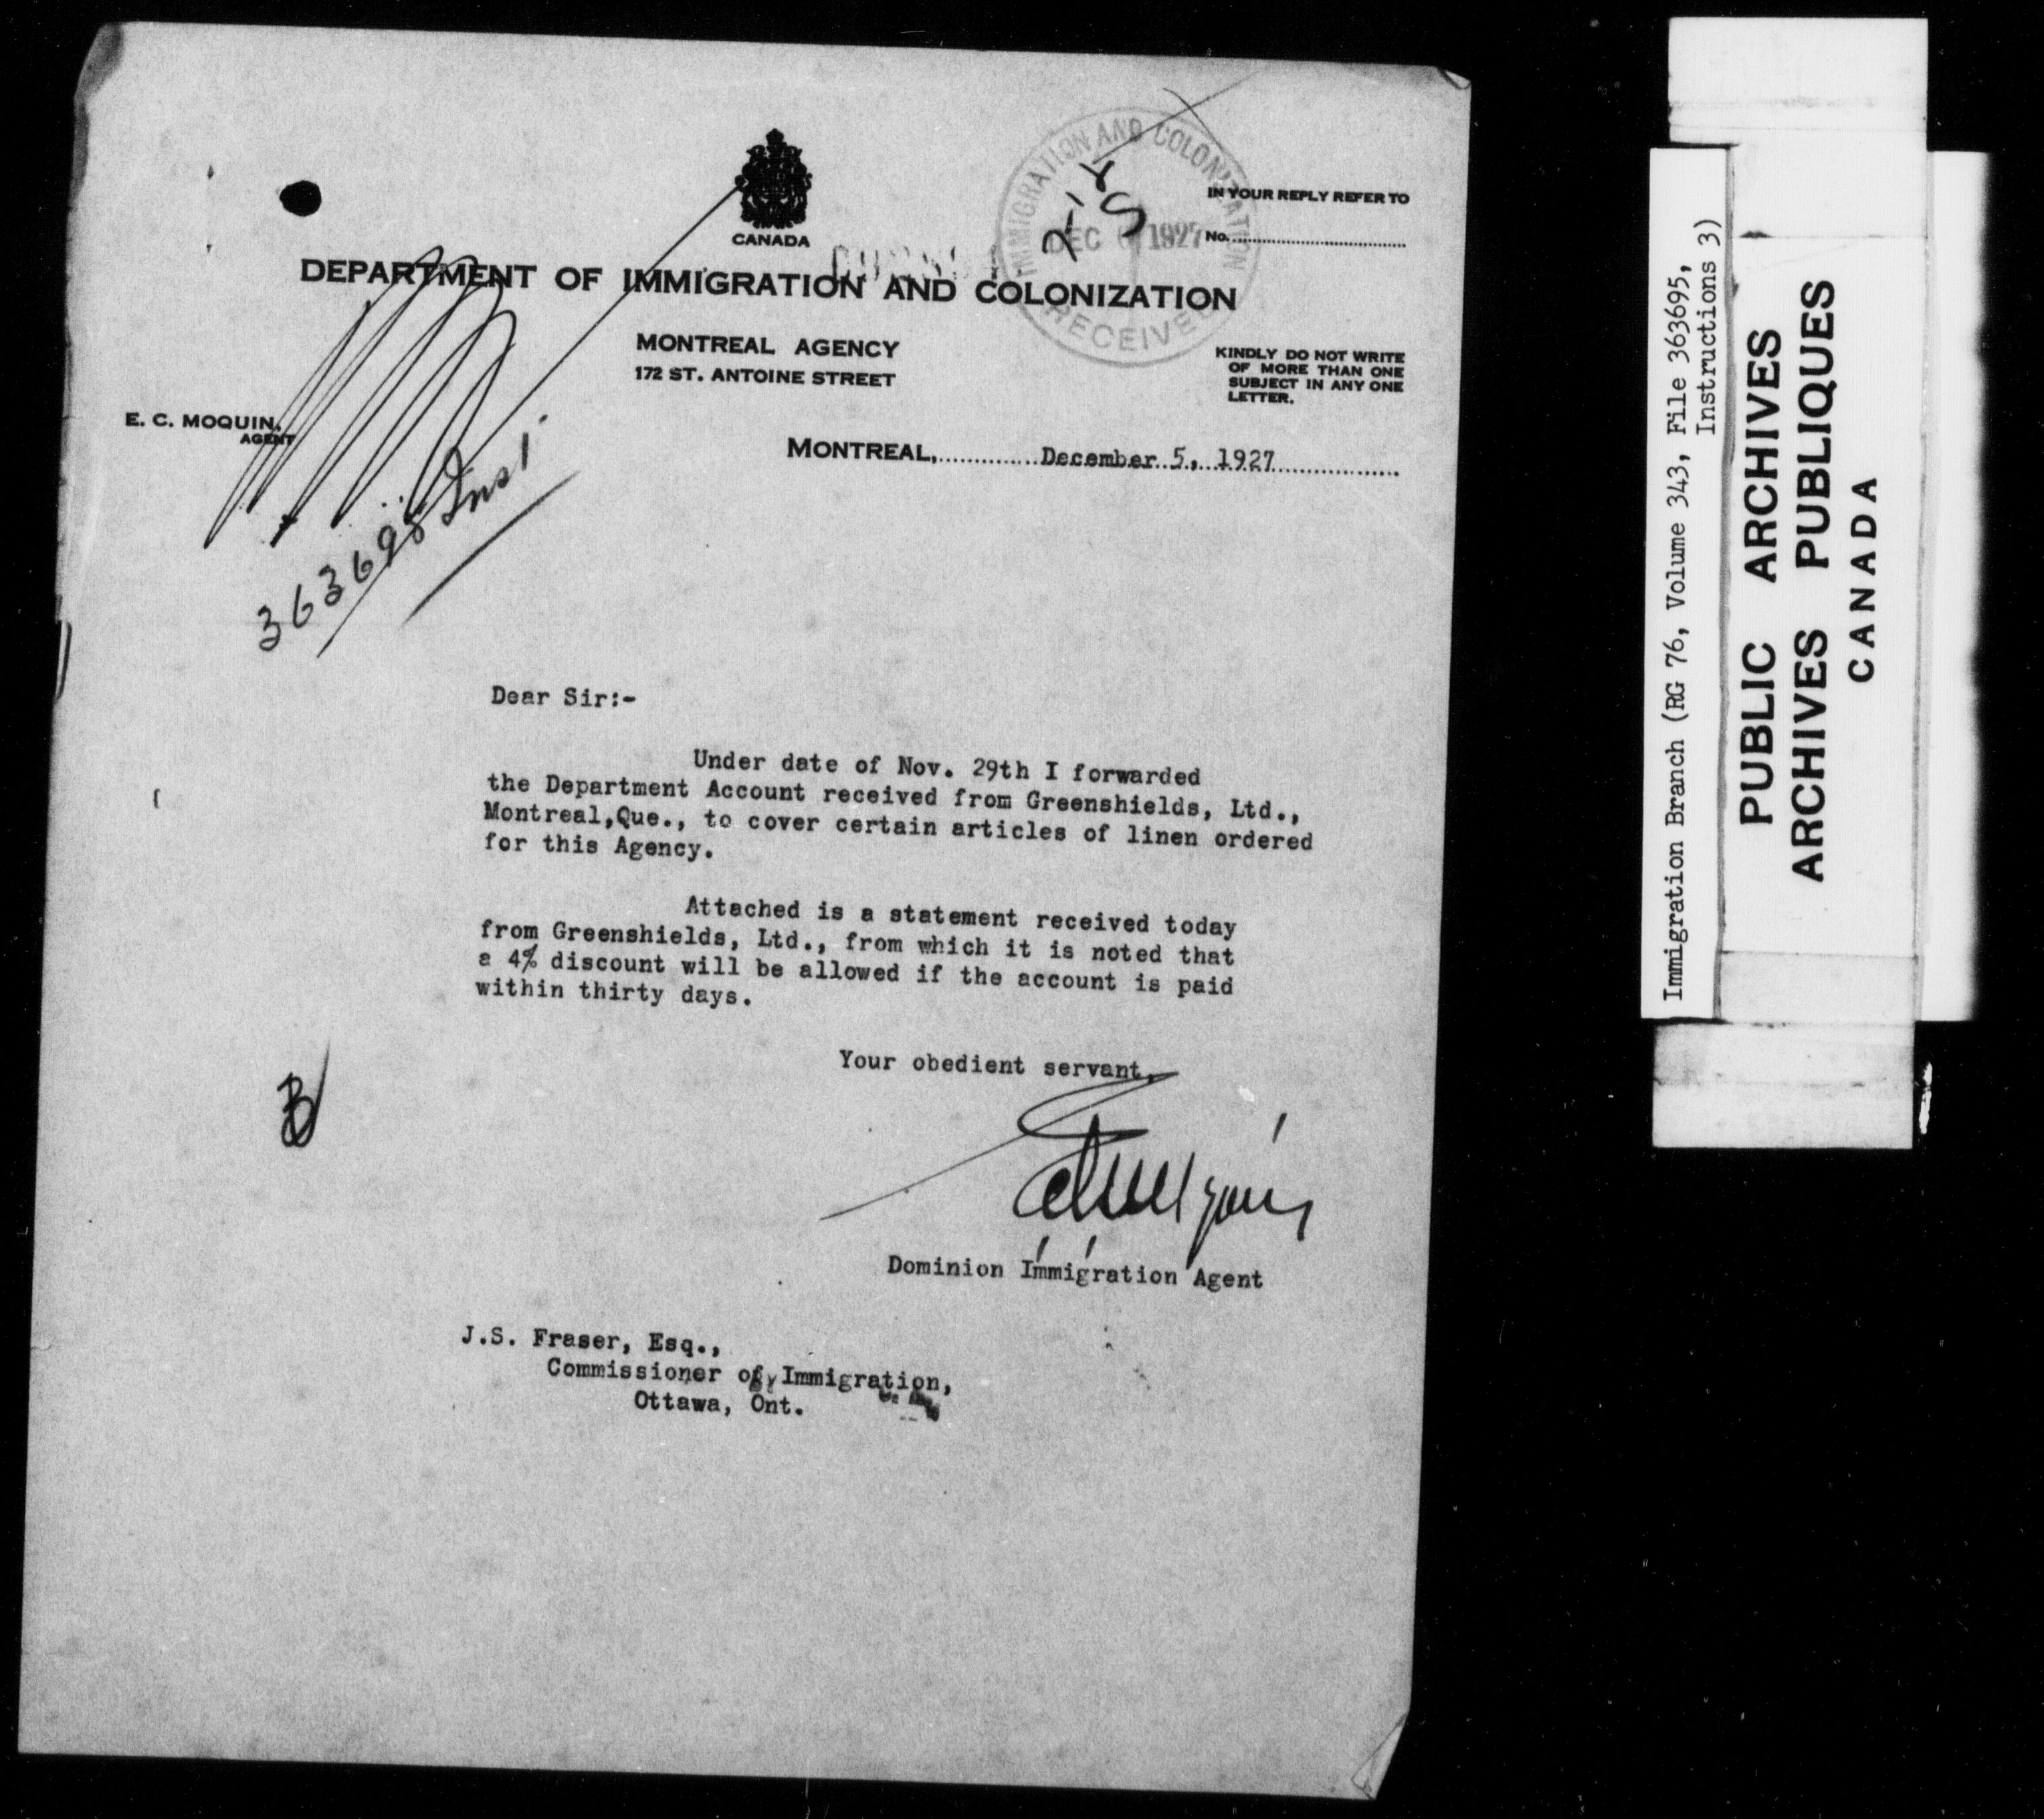 CANADA
IMMIGRATION AND COLONIZATION
DEC 1927
RECEIVED
IN YOUR REPLY REFER TO
No.
DEPARTMENT OF IMMIGRATION AND COLONIZATION
MONTREAL AGENCY
172 ST. ANTOINE STREET
KINDLY DO NOT WRITE
OF MORE THAN ONE
SUBJECT IN ANY ONE
LETTER.
E. C. MOQUIN,
AGENT
MONTREAL, December 5, 1927
363695
Dear Sir:-
Under date of Nov. 29th I forwarded
the Department Account received from Greenshields, Ltd.,
Montreal,Que., to cover certain articles of linen ordered
for this Agency.
Attached is a statement received today
from Greenshields, Ltd., from which it is noted that
a 4% discount will be allowed if the account is paid
within thirty days.
Your obedient servant,
Dominion Immigration Agent
J.S. Fraser, Esq.,
Commissioner of Immigration,
Ottawa, Ont.
Immigration Branch (RG 76, Volume 343, File 363695,
Instructions 3)
PUBLIC ARCHIVES
ARCHIVES PUBLIQUES
CANADA